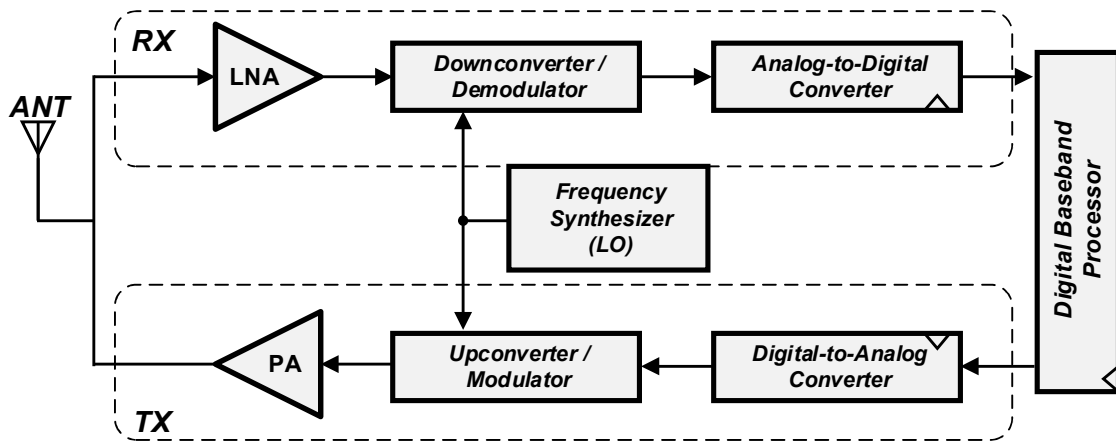 RX
ANT
LNA
Downconverter /
Demodulator
Analog-to-Digital
Converter
Frequency
Synthesizer
(LO)
Digital Baseband
Processor
PA
Upconverter /
Modulator
Digital-to-Analog
Converter
TX